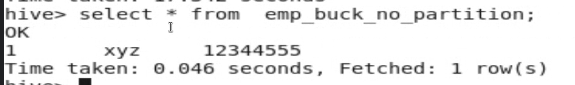 hive> select * from  emp_buck_no_partition;
OK
1       xyz     12344555
Time taken: 0.046 seconds, Fetched: 1 row(s)
hive>